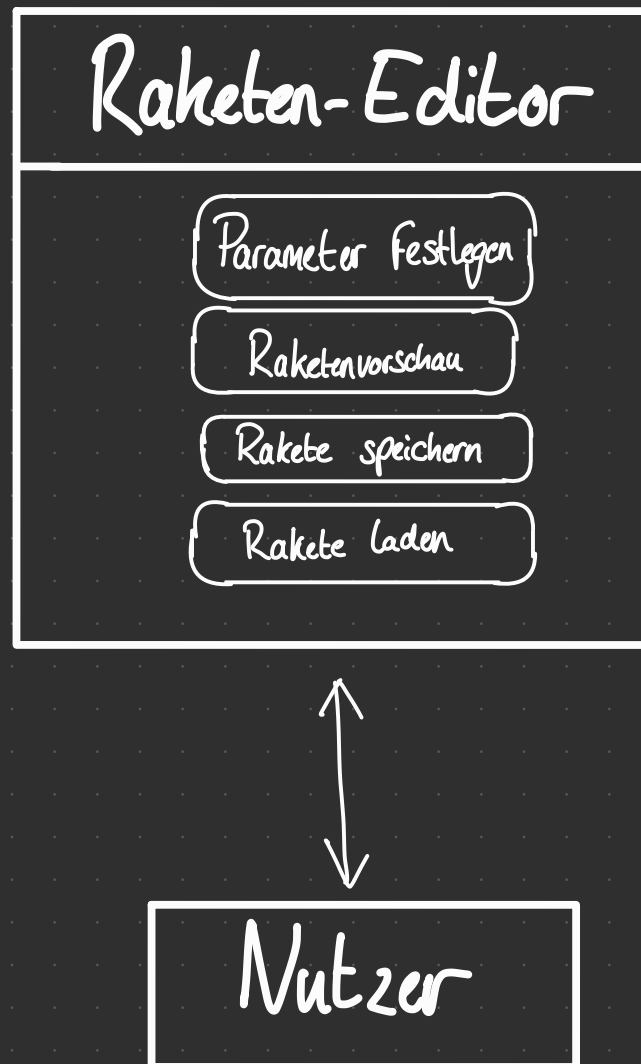 Raketen-Editor
Parameter Festlegen
Raketenvorschau
Rakete speichern
Rakete laden
Nutzer